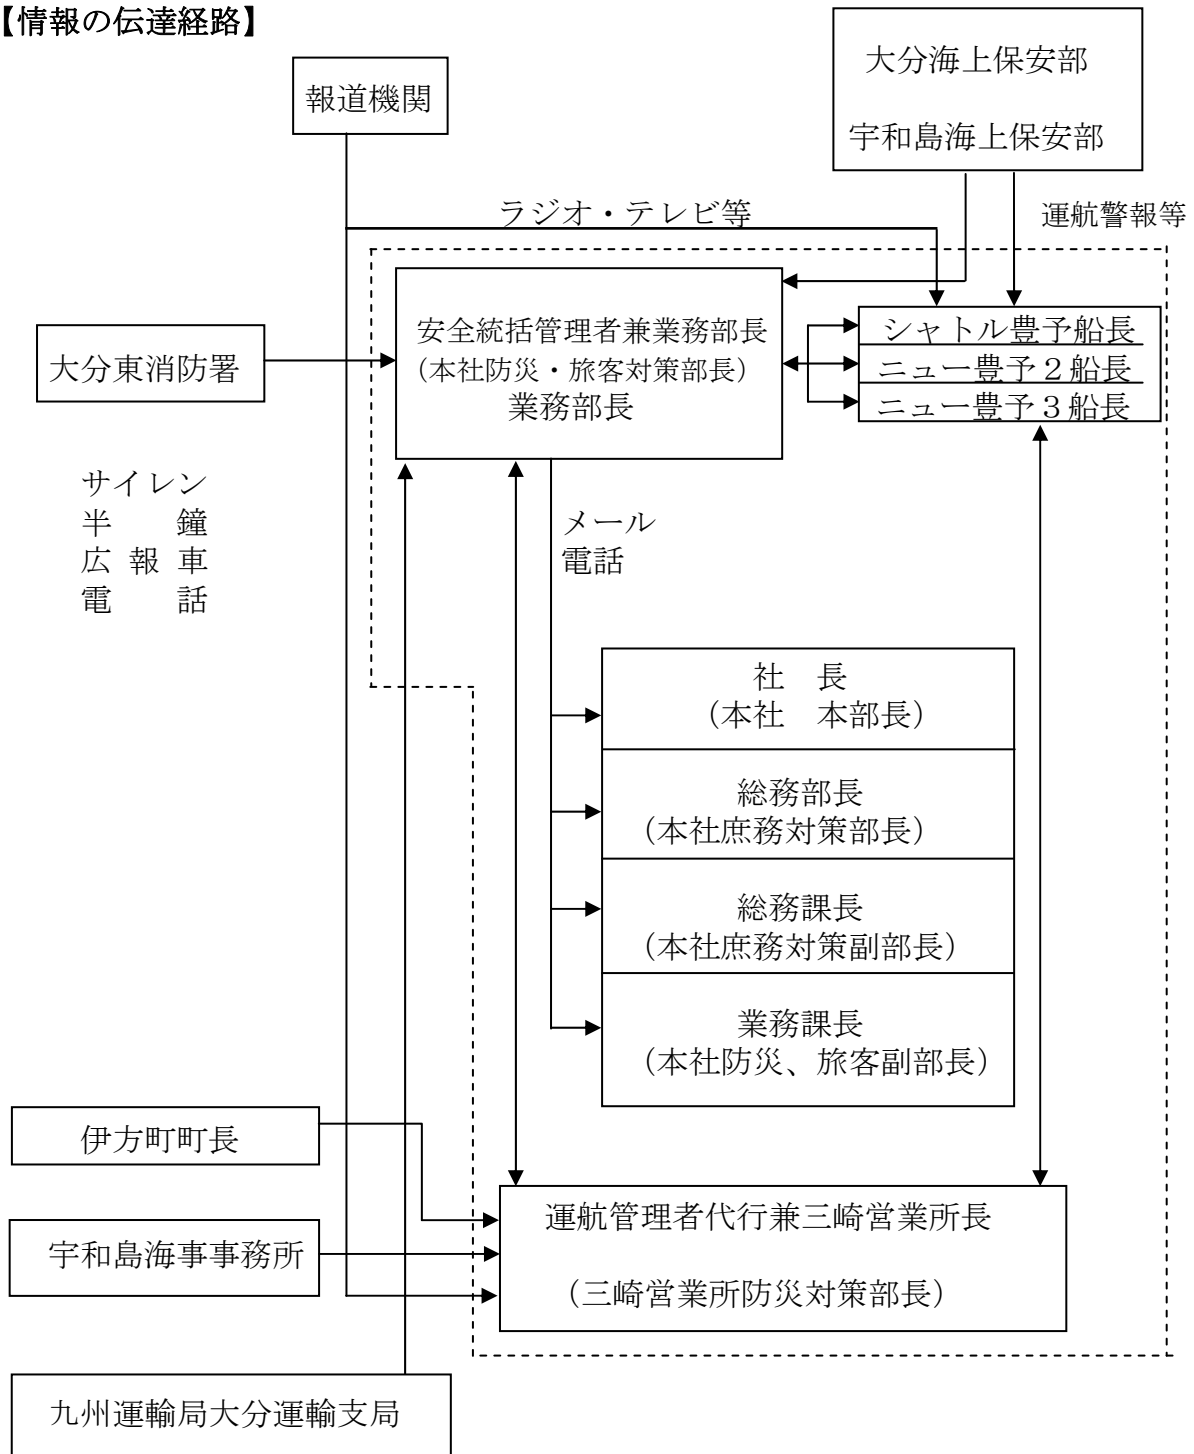 【情報の伝達経路】
大分海上保安部
宇和島海上保安部
報道機関
ラジオ・テレビ等
運航警報等
安全統括管理者兼業務部長
（本社防災・旅客対策部長）
業務部長
シャトル豊予船長
ニュー豊予２船長
ニュー豊予３船長
大分東消防署
サイレン
半　　鐘
広 報 車
電　　話
メール
電話
社　長
（本社　本部長）
総務部長
（本社庶務対策部長）
総務課長
（本社庶務対策副部長）
業務課長
（本社防災、旅客副部長）
伊方町町長
宇和島海事事務所
運航管理者代行兼三崎営業所長
（三崎営業所防災対策部長）
九州運輸局大分運輸支局